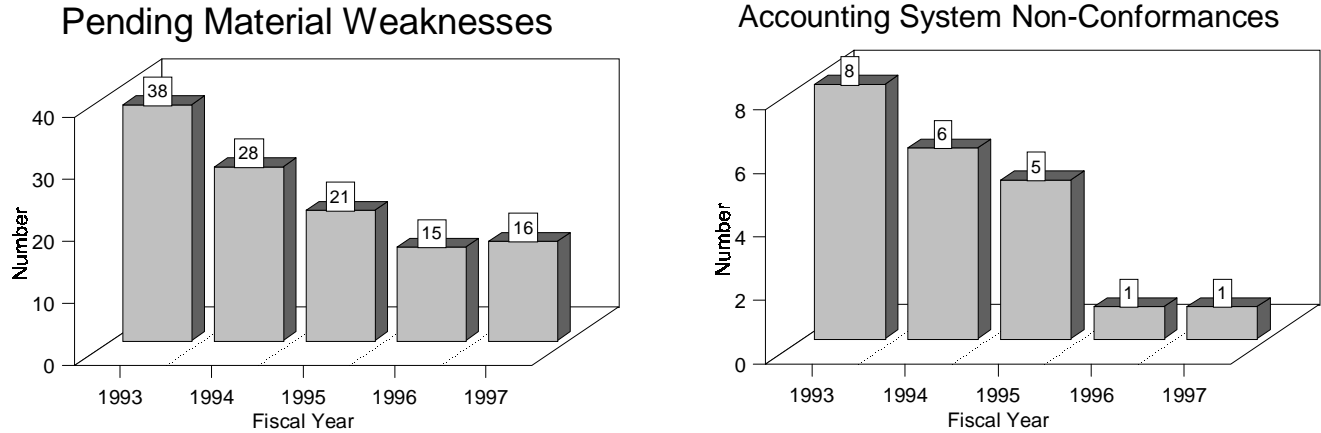 Pending Material Weaknesses
38
28
21
15
16
40
30
20
10
0
Number
1993 1994 1995 1996 1997
Fiscal Year
Accounting System Non-Conformances
8
6
5
1
1
8
6
4
2
0
Number
1993 1994 1995 1996 1997
Fiscal Year